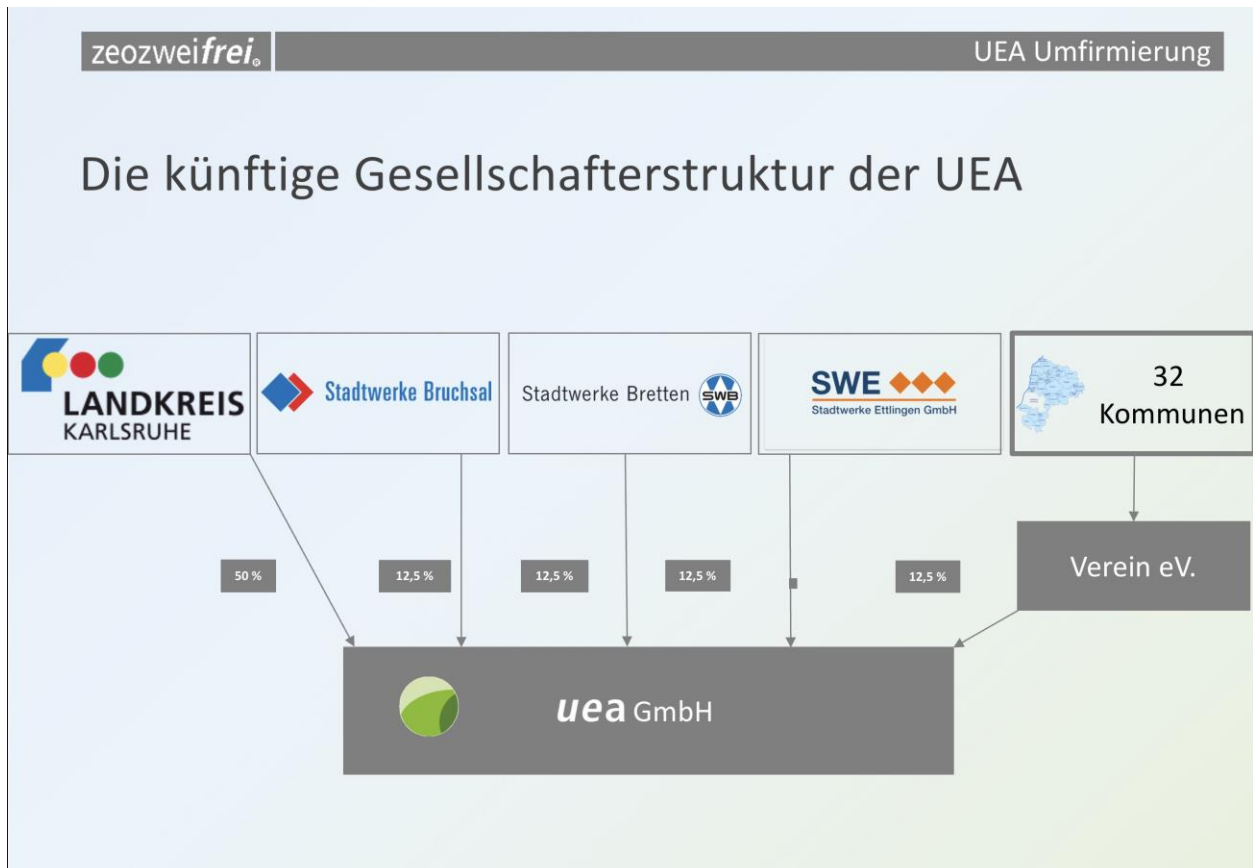 zeozweifrei®
UEA Umfirmierung
Die künftige Gesellschafterstruktur der UEA
LANDKREIS
KARLSRUHE
Stadtwerke Bruchsal
Stadtwerke Bretten
SWB
SWE
Stadtwerke Ettlingen GmbH
32
Kommunen
50 %
12,5 %
12,5 %
12,5 %
12,5 %
Verein eV.
uea GmbH